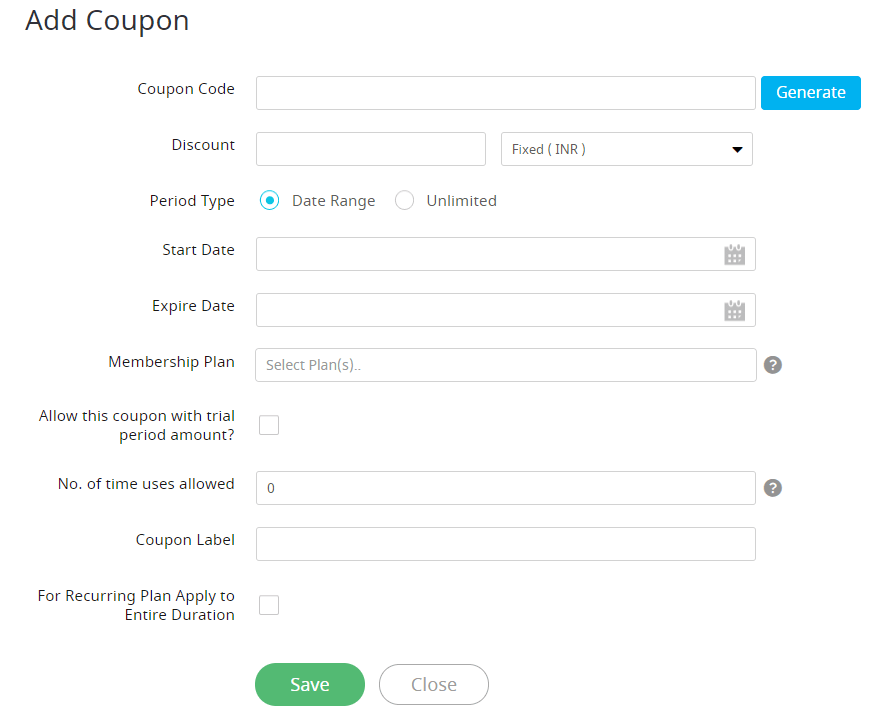 Add Coupon
Coupon Code
Generate
Discount
Fixed ( INR )
Period Type
Date Range
Unlimited
Start Date
Expire Date
Membership Plan
Select Plan(s)..
?
Allow this coupon with trial
period amount?
No. of time uses allowed
0
?
Coupon Label
For Recurring Plan Apply to
Entire Duration
Save
Close